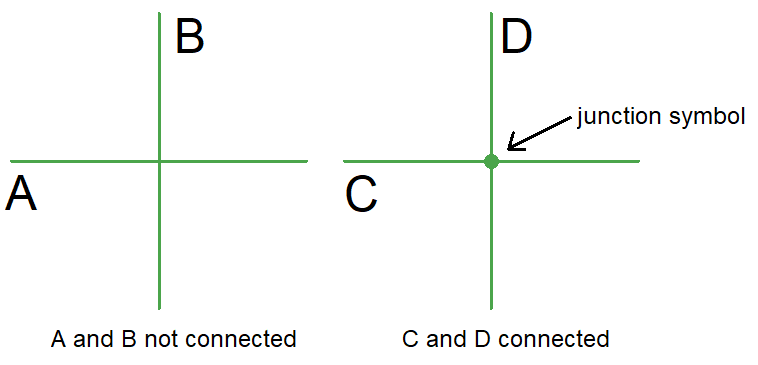 B
D
junction symbol
A
C
A and B not connected
C and D connected